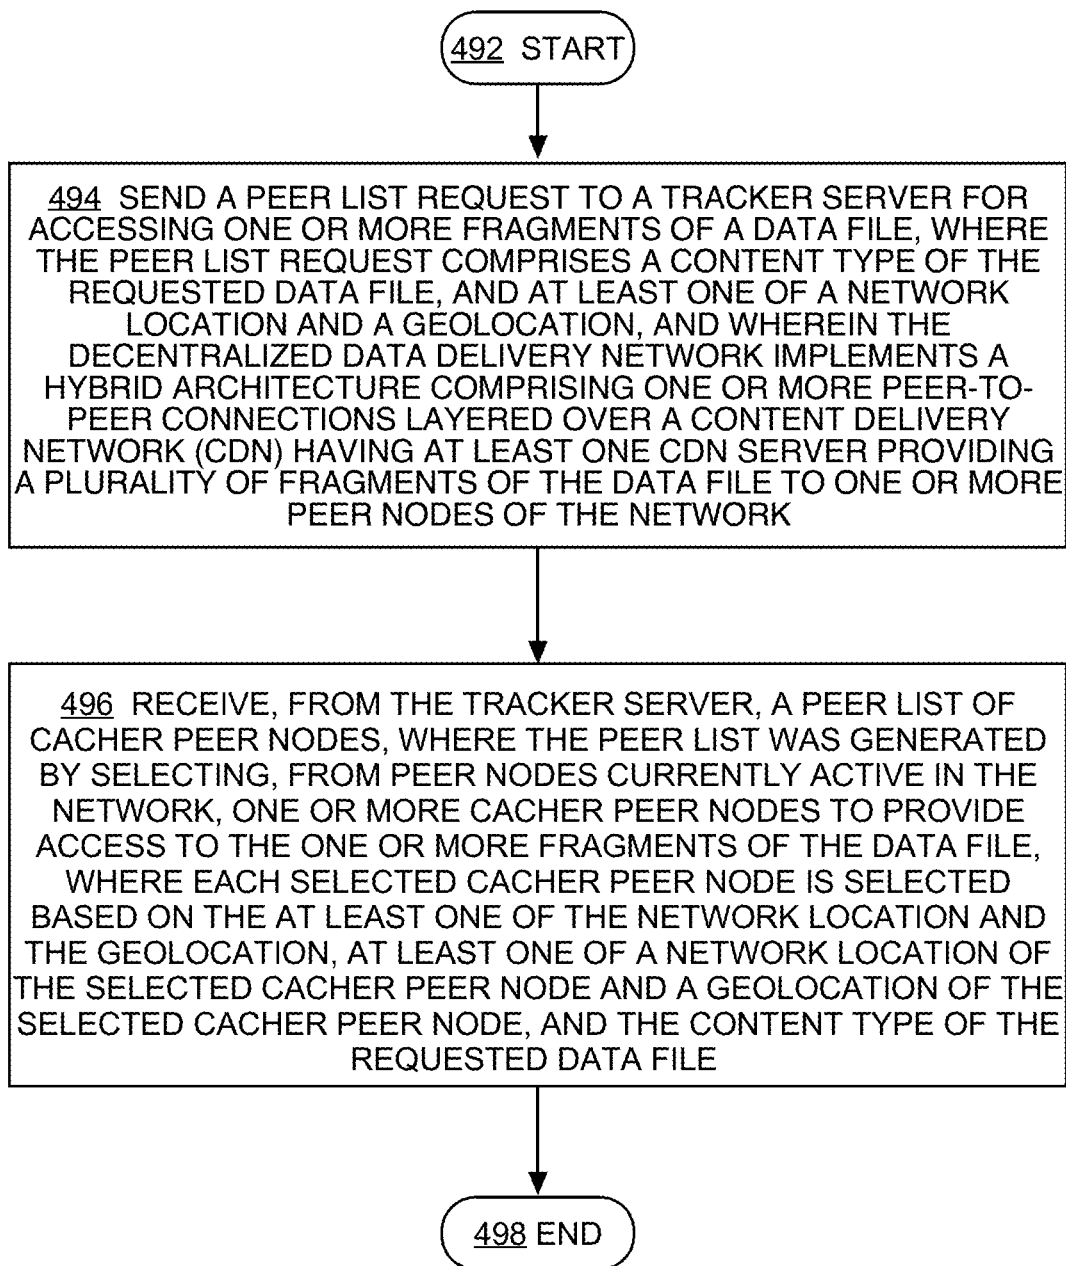 492 START
494 SEND A PEER LIST REQUEST TO A TRACKER SERVER FOR
ACCESSING ONE OR MORE FRAGMENTS OF A DATA FILE, WHERE
THE PEER LIST REQUEST COMPRISES A CONTENT TYPE OF THE
REQUESTED DATA FILE, AND AT LEAST ONE OF A NETWORK
LOCATION AND A GEOLOCATION, AND WHEREIN THE
DECENTRALIZED DATA DELIVERY NETWORK IMPLEMENTS A
HYBRID ARCHITECTURE COMPRISING ONE OR MORE PEER-TO-
PEER CONNECTIONS LAYERED OVER A CONTENT DELIVERY
NETWORK (CDN) HAVING AT LEAST ONE CDN SERVER PROVIDING
A PLURALITY OF FRAGMENTS OF THE DATA FILE TO ONE OR MORE
PEER NODES OF THE NETWORK
496 RECEIVE, FROM THE TRACKER SERVER, A PEER LIST OF
CACHER PEER NODES, WHERE THE PEER LIST WAS GENERATED
BY SELECTING, FROM PEER NODES CURRENTLY ACTIVE IN THE
NETWORK, ONE OR MORE CACHER PEER NODES TO PROVIDE
ACCESS TO THE ONE OR MORE FRAGMENTS OF THE DATA FILE,
WHERE EACH SELECTED CACHER PEER NODE IS SELECTED
BASED ON THE AT LEAST ONE OF THE NETWORK LOCATION AND
THE GEOLOCATION, AT LEAST ONE OF A NETWORK LOCATION OF
THE SELECTED CACHER PEER NODE AND A GEOLOCATION OF THE
SELECTED CACHER PEER NODE, AND THE CONTENT TYPE OF THE
REQUESTED DATA FILE
498 END